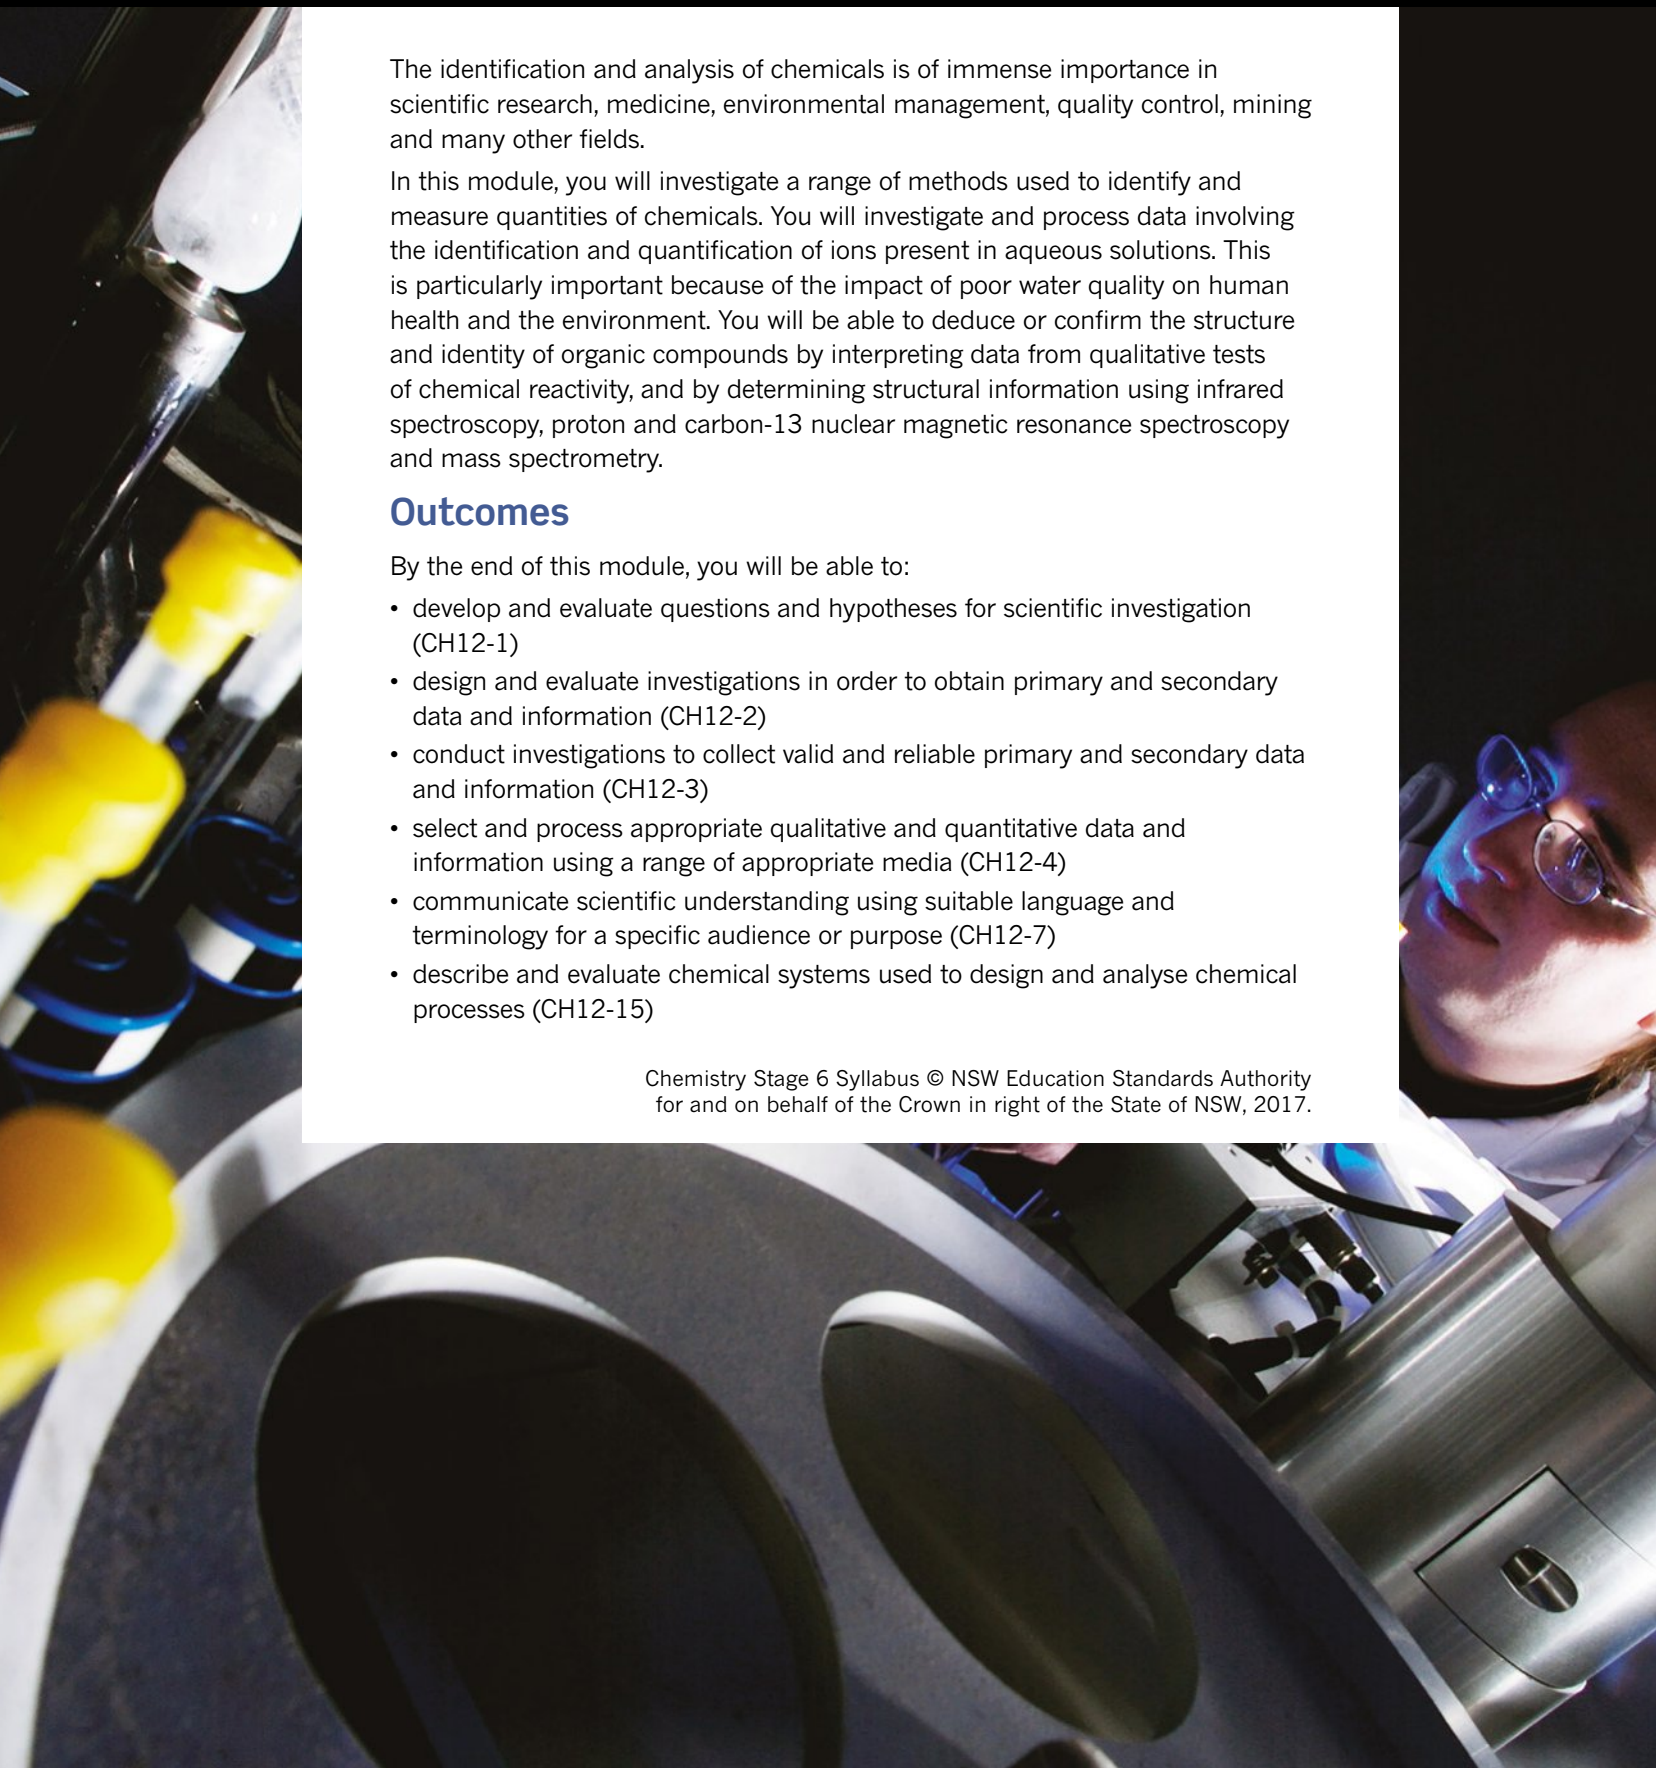 The identification and analysis of chemicals is of immense importance in
scientific research, medicine, environmental management, quality control, mining
and many other fields.
In this module, you will investigate a range of methods used to identify and
measure quantities of chemicals. You will investigate and process data involving
the identification and quantification of ions present in aqueous solutions. This
is particularly important because of the impact of poor water quality on human
health and the environment. You will be able to deduce or confirm the structure
and identity of organic compounds by interpreting data from qualitative tests
of chemical reactivity, and by determining structural information using infrared
spectroscopy, proton and carbon-13 nuclear magnetic resonance spectroscopy
and mass spectrometry.
Outcomes
By the end of this module, you will be able to:
• develop and evaluate questions and hypotheses for scientific investigation
(CH12-1)
• design and evaluate investigations in order to obtain primary and secondary
data and information (CH12-2)
• conduct investigations to collect valid and reliable primary and secondary data
and information (CH12-3)
• select and process appropriate qualitative and quantitative data and
information using a range of appropriate media (CH12-4)
• communicate scientific understanding using suitable language and
terminology for a specific audience or purpose (CH12-7)
• describe and evaluate chemical systems used to design and analyse chemical
processes (CH12-15)
Chemistry Stage 6 Syllabus © NSW Education Standards Authority
for and on behalf of the Crown in right of the State of NSW, 2017.